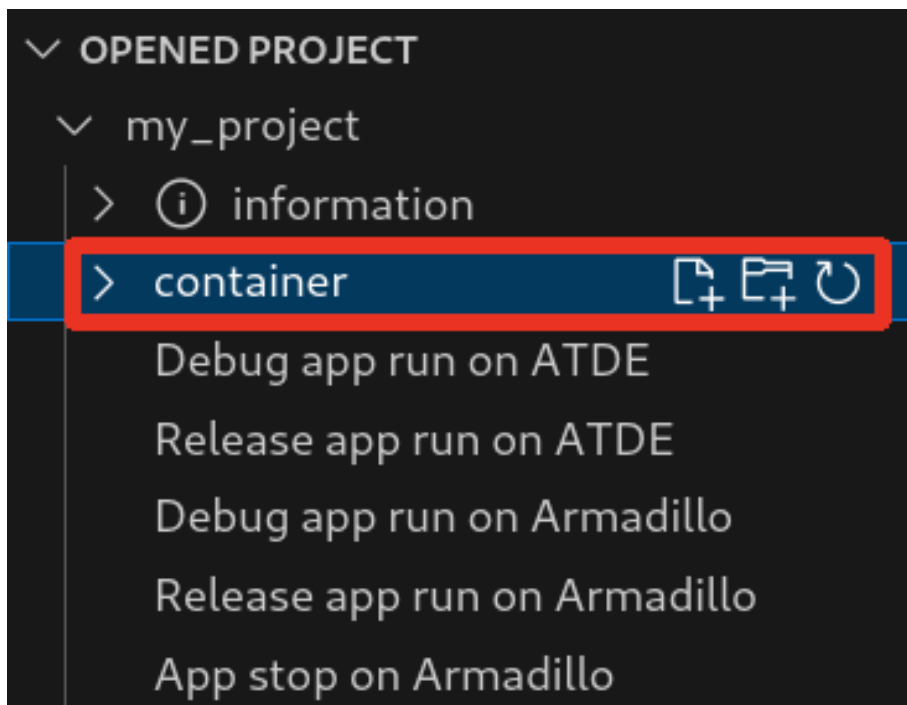 OPENED PROJECT
my_project
information
container
Debug app run on ATDE
Release app run on ATDE
Debug app run on Armadillo
Release app run on Armadillo
App stop on Armadillo